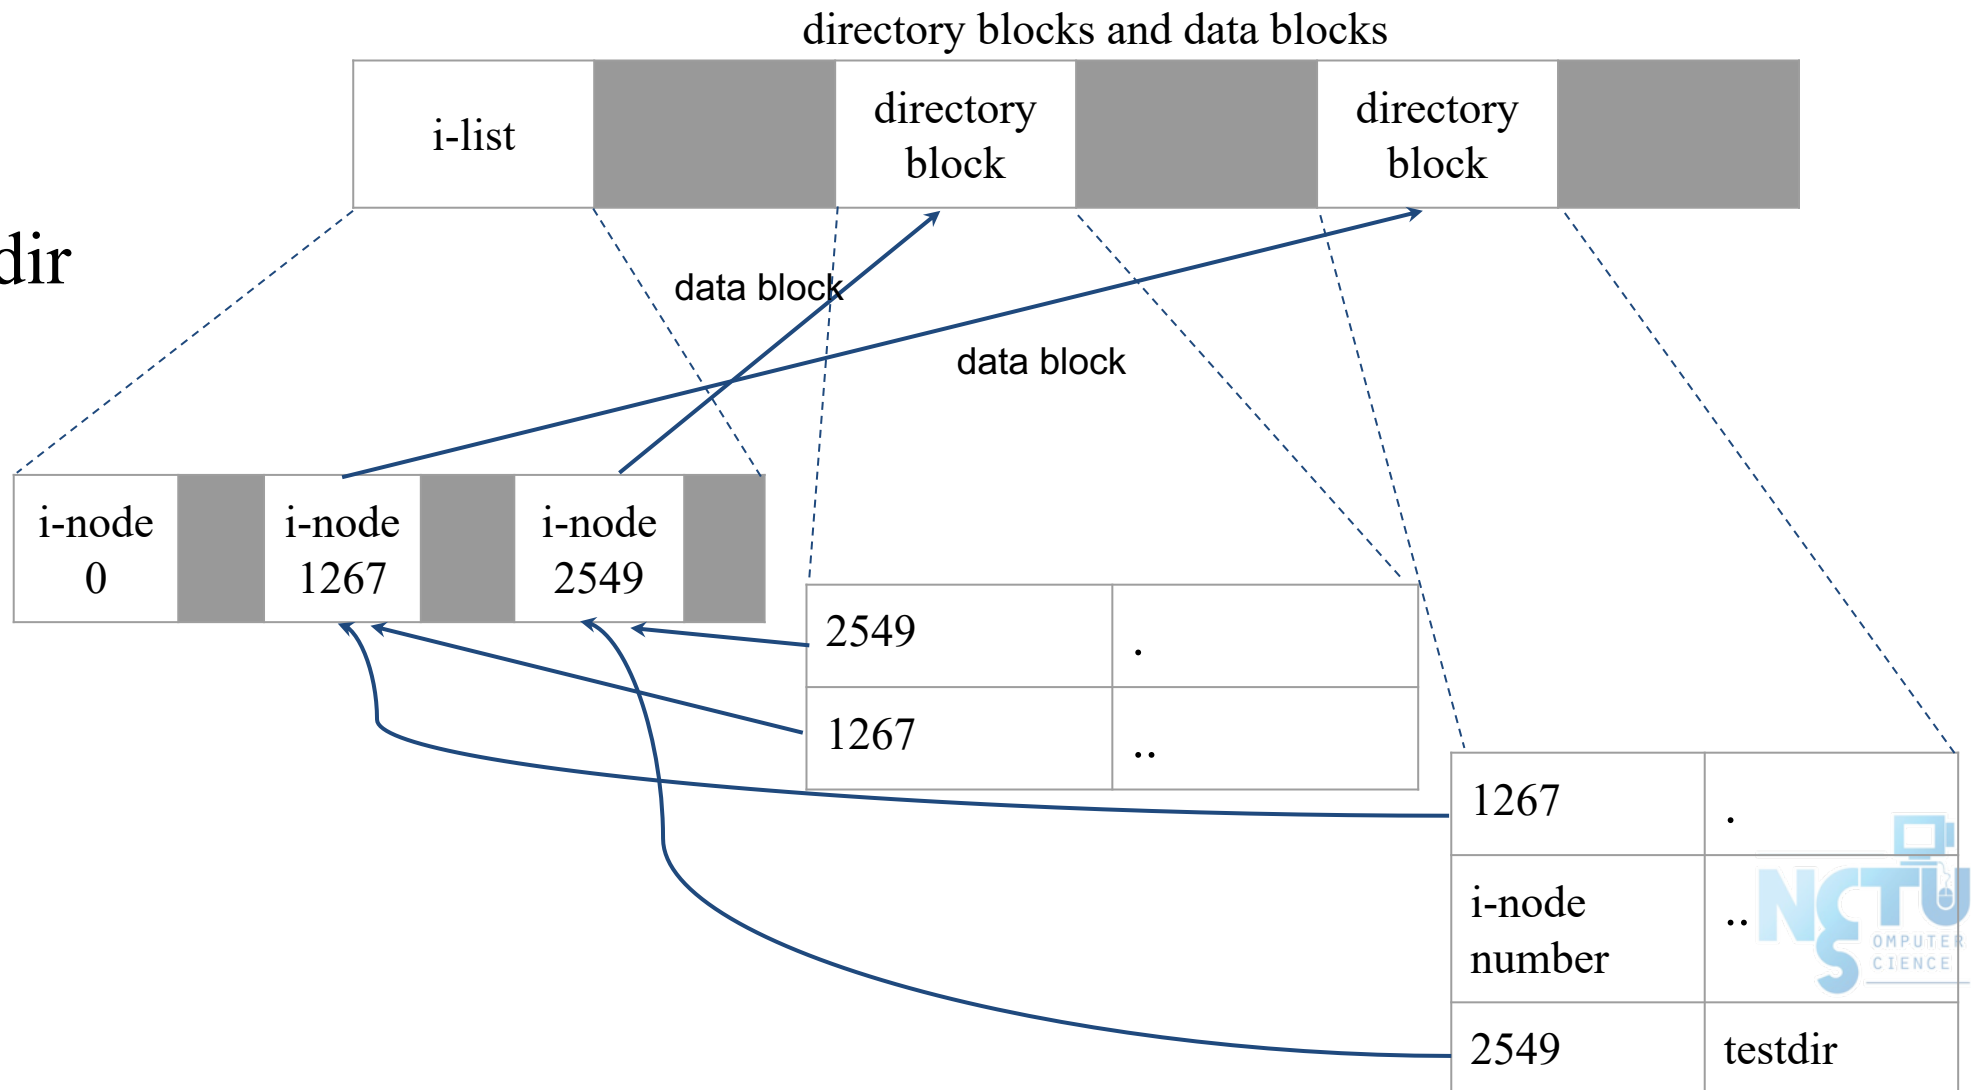 directory blocks and data blocks
i-list
directory
block
directory
block
dir
data block
data block
i-node
0
i-node
1267
i-node
2549
2549 .
1267 ..
1267 .
i-node
number
..
2549 testdir
NCTU
OMPUTER
S
CIENCE